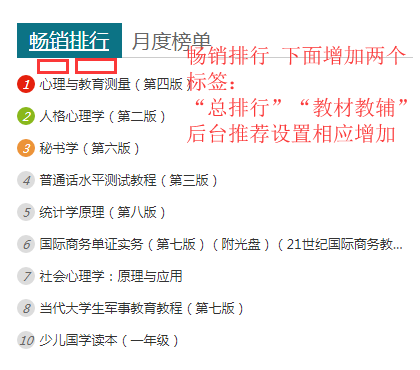 畅销排行 月度榜单
畅销排行 下面增加两个
标签：
“总排行”“教材教辅”
后台推荐设置相应增加
1 心理与教育测量（第四版）
2 人格心理学（第二版）
3 秘书学（第六版）
4 普通话水平测试教程（第三版）
5 统计学原理（第八版）
6 国际商务单证实务（第七版）（附光盘）（21世纪国际商务教...
7 社会心理学：原理与应用
8 当代大学生军事教育教程（第七版）
10 少儿国学读本（一年级）